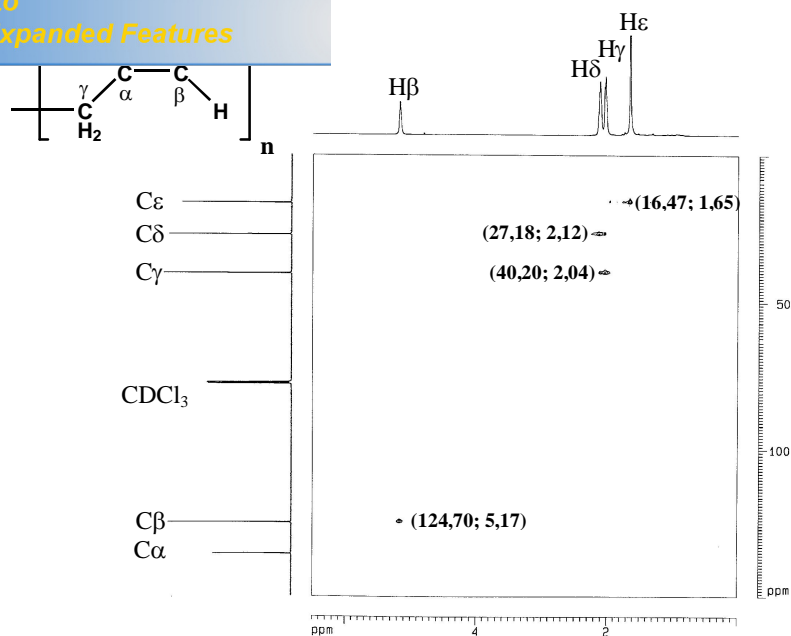 xpanded Features
C C
γ α β
C H
H₂
n
Hβ Hδ Hγ Hε
Cε
(16,47; 1,65)
Cδ
(27,18; 2,12)
Cγ
(40,20; 2,04)
50
CDCl₃
100
Cβ
(124,70; 5,17)
Cα
ppm
ppm 4 2